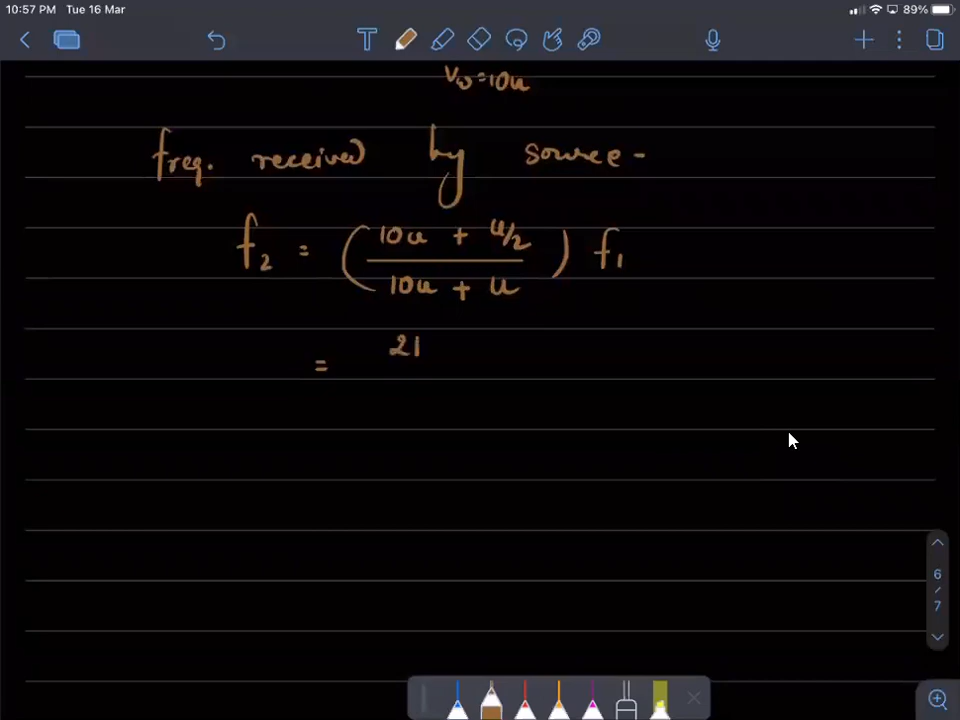 10:57 PM Tue 16 Mar 89%
T
Vω=10u
freq. received by source -
f₂ = ( (10u + u/2) / (10u + u) ) f₁
= 21
6
/
7